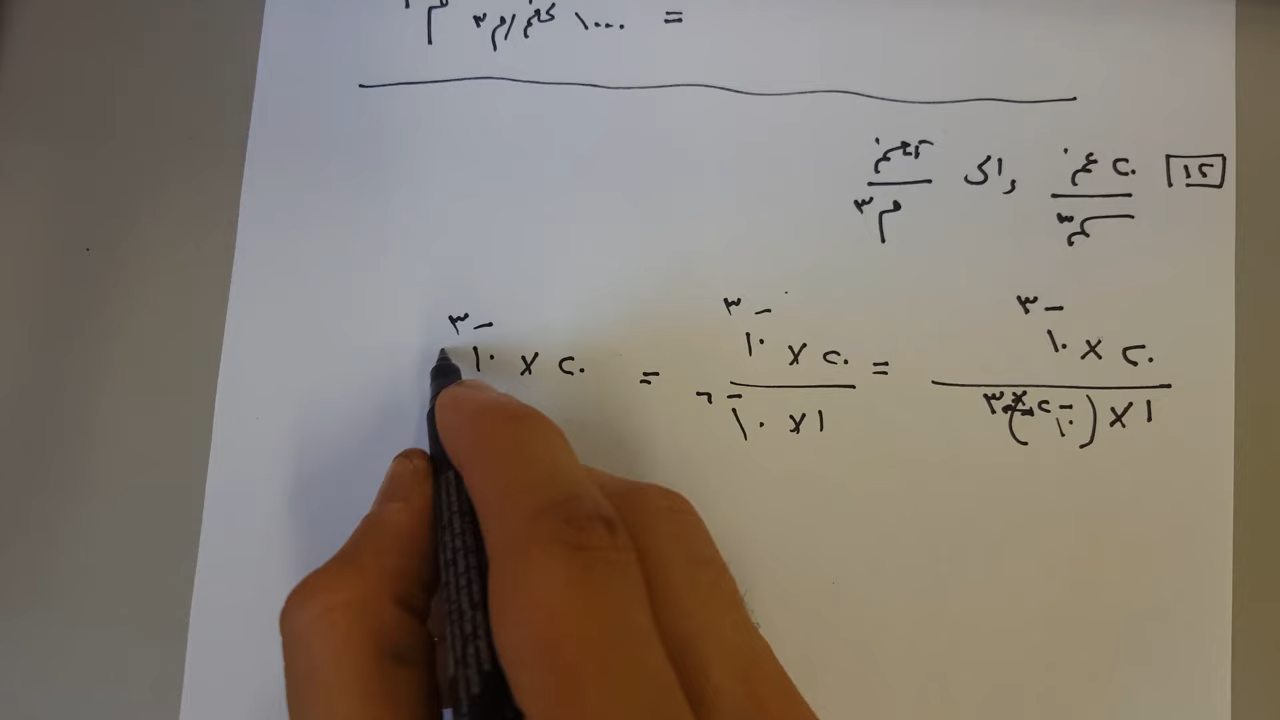 = ١٠٠٠ كغم/م٣ م
١٢ ٢٠ غم / سم٣ , إلى كغم / م٣
٢٠ × ١٠^-٣ / ١ × (١٠^-٢)^٣ = ٢٠ × ١٠^-٣ / ١ × ١٠^-٦ = ٢٠ × ١٠^-٣